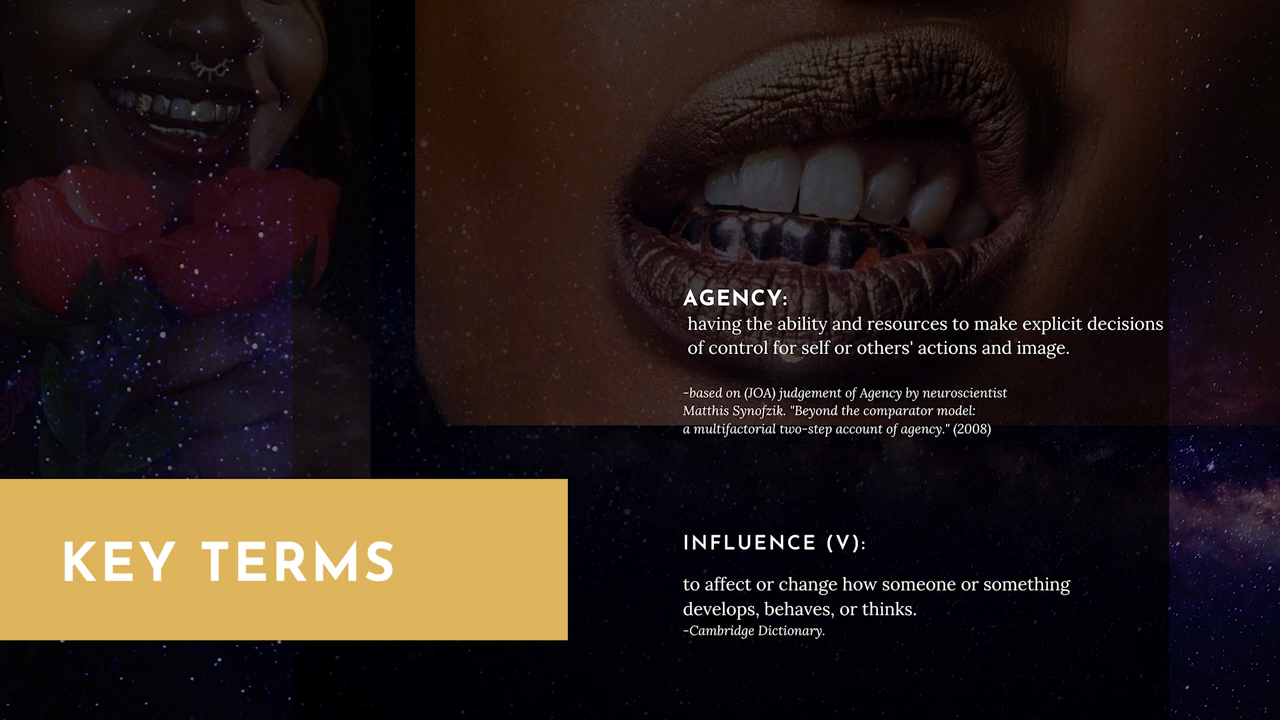 AGENCY:
having the ability and resources to make explicit decisions
of control for self or others' actions and image.
-based on (JOA) judgement of Agency by neuroscientist
Matthis Synofzik. "Beyond the comparator model:
a multifactorial two-step account of agency." (2008)
KEY TERMS
INFLUENCE (V):
to affect or change how someone or something
develops, behaves, or thinks.
-Cambridge Dictionary.